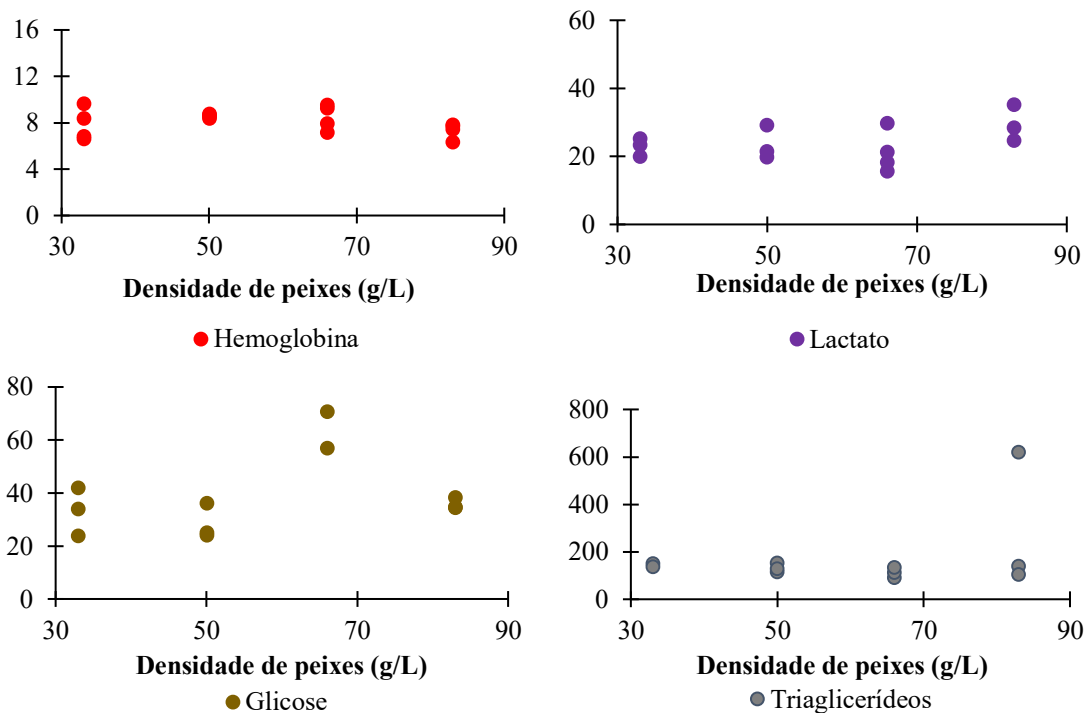 16
12
8
4
0
30 50 70 90
Densidade de peixes (g/L)
Hemoglobina
60
40
20
0
30 50 70 90
Densidade de peixes (g/L)
Lactato
80
60
40
20
0
30 50 70 90
Densidade de peixes (g/L)
Glicose
800
600
400
200
0
30 50 70 90
Densidade de peixes (g/L)
Triaglicerídeos